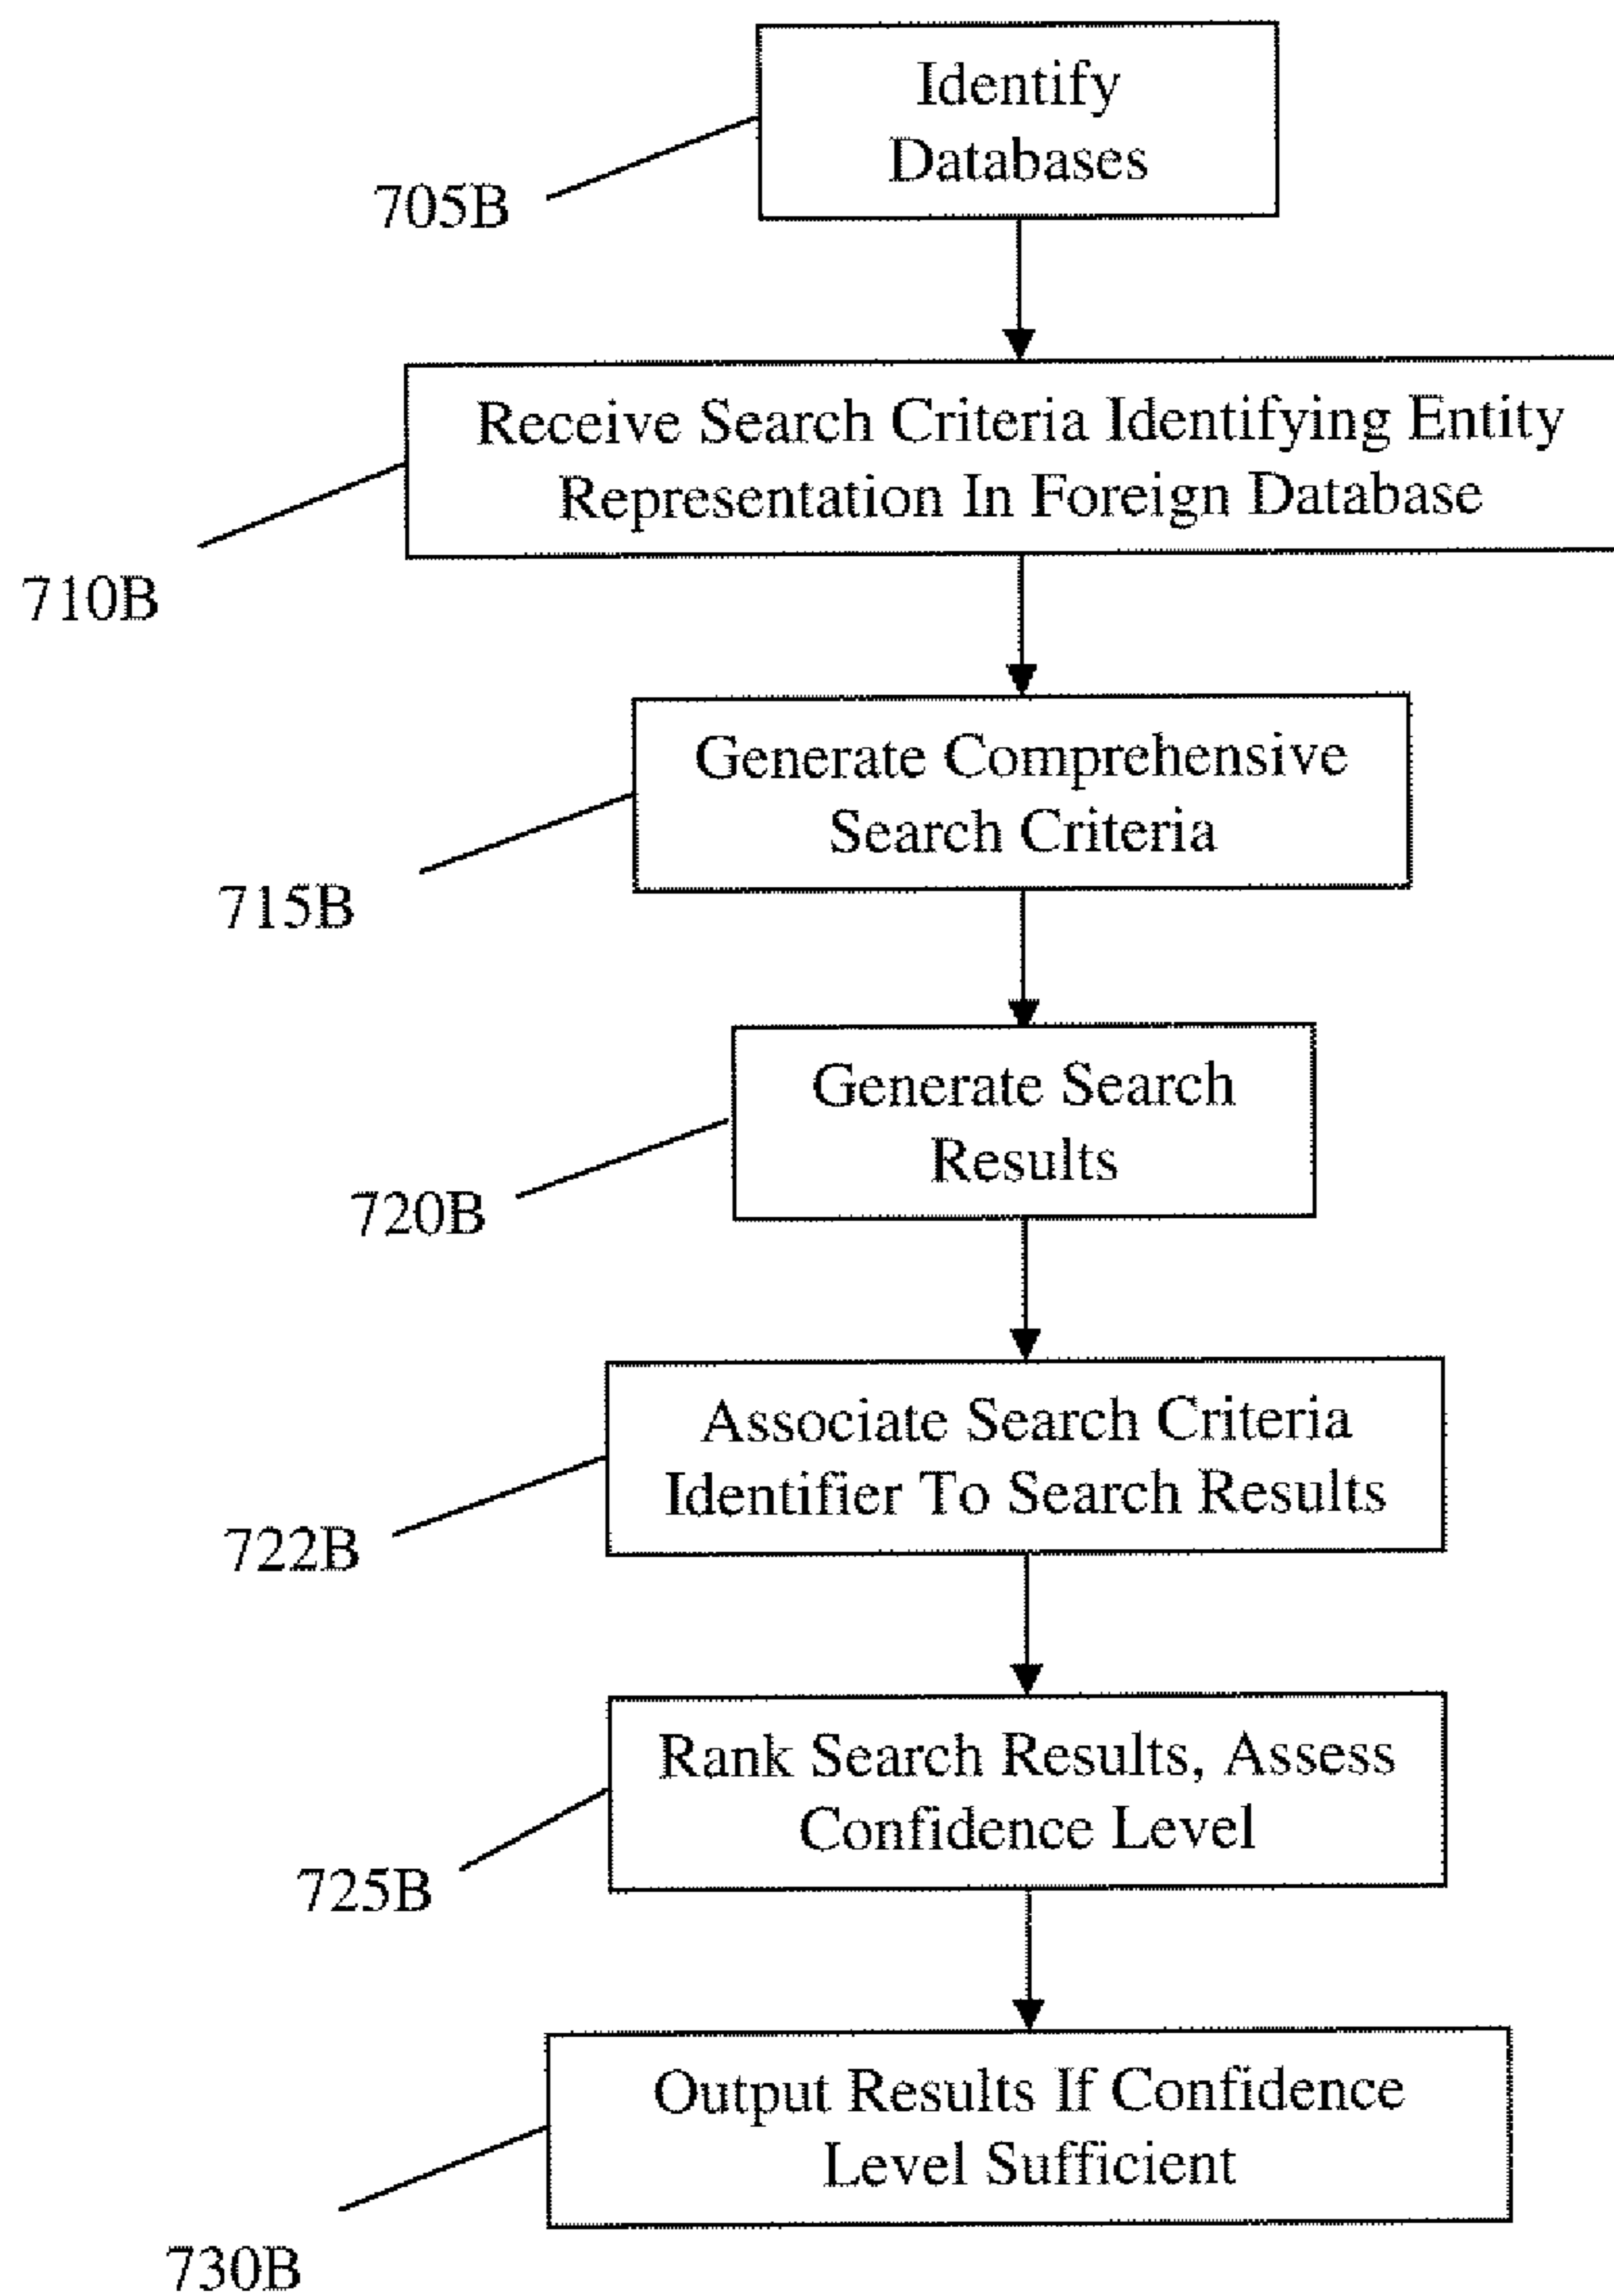 Identify
Databases
705B
Receive Search Criteria Identifying Entity
Representation In Foreign Database
710B
Generate Comprehensive
Search Criteria
715B
Generate Search
Results
720B
Associate Search Criteria
Identifier To Search Results
722B
Rank Search Results, Assess
Confidence Level
725B
Output Results If Confidence
Level Sufficient
730B